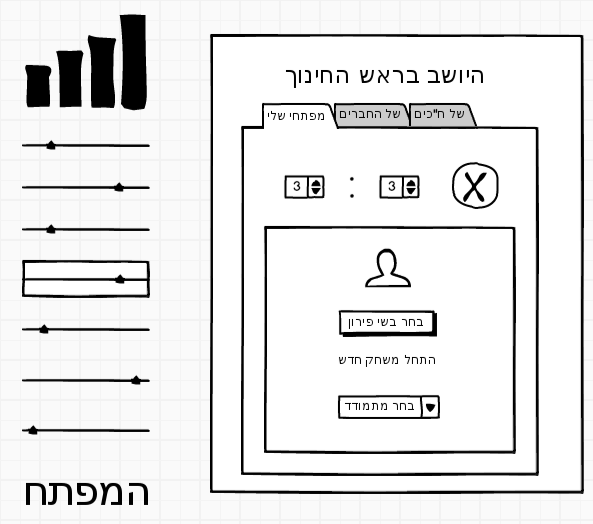 היושב בראש החינוך
מפתחי שלי
של החברים
של ח"כים
3 : 3
X
בחר בשי פירון
התחל משחק חדש
בחר מתמודד
המפתח